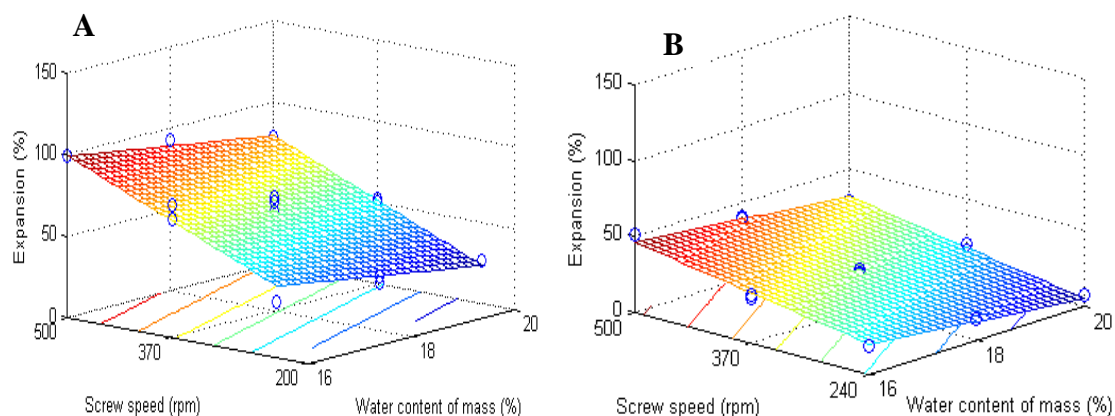 A
150
100
50
0
Expansion (%)
500
370
200
16
18
20
Screw speed (rpm)
Water content of mass (%)
B
150
100
50
0
Expansion (%)
500
370
240
16
18
20
Screw speed (rpm)
Water content of mass (%)